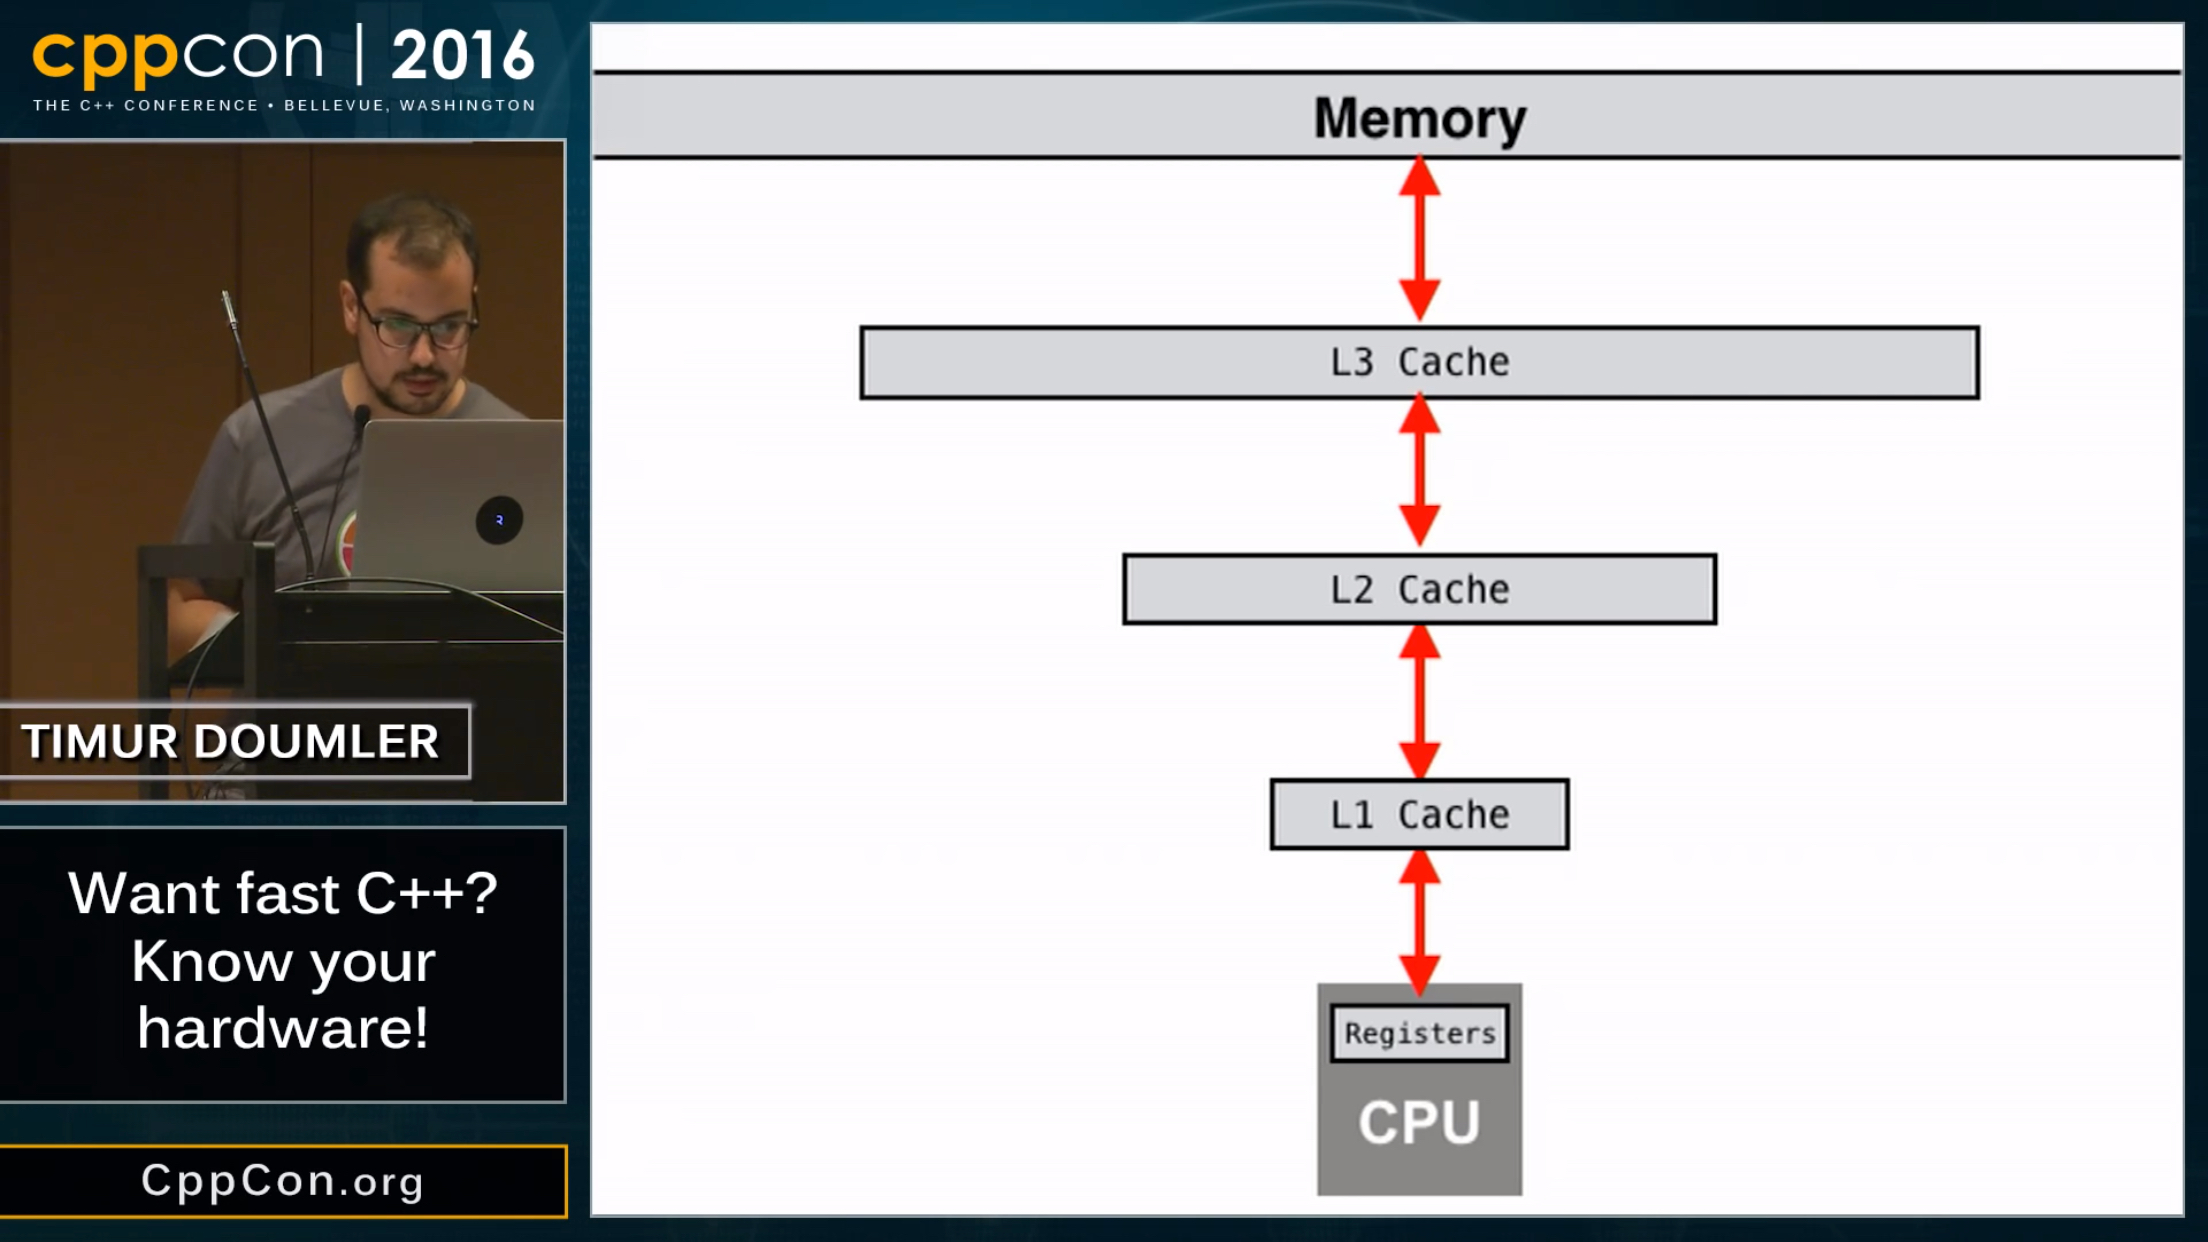 cppcon | 2016
THE C++ CONFERENCE • BELLEVUE, WASHINGTON
TIMUR DOUMLER
Want fast C++?
Know your
hardware!
CppCon.org
Memory
L3 Cache
L2 Cache
L1 Cache
Registers
CPU